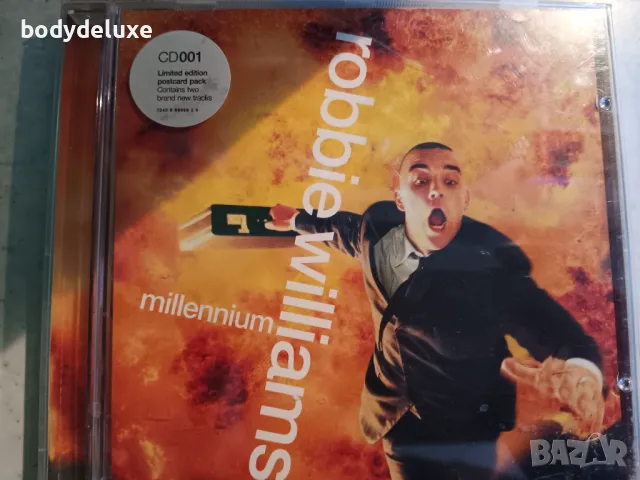 bodydeluxe
CD001
Limited edition
postcard pack
Contains two
brand new tracks
robbie williams
millennium
BAZAR